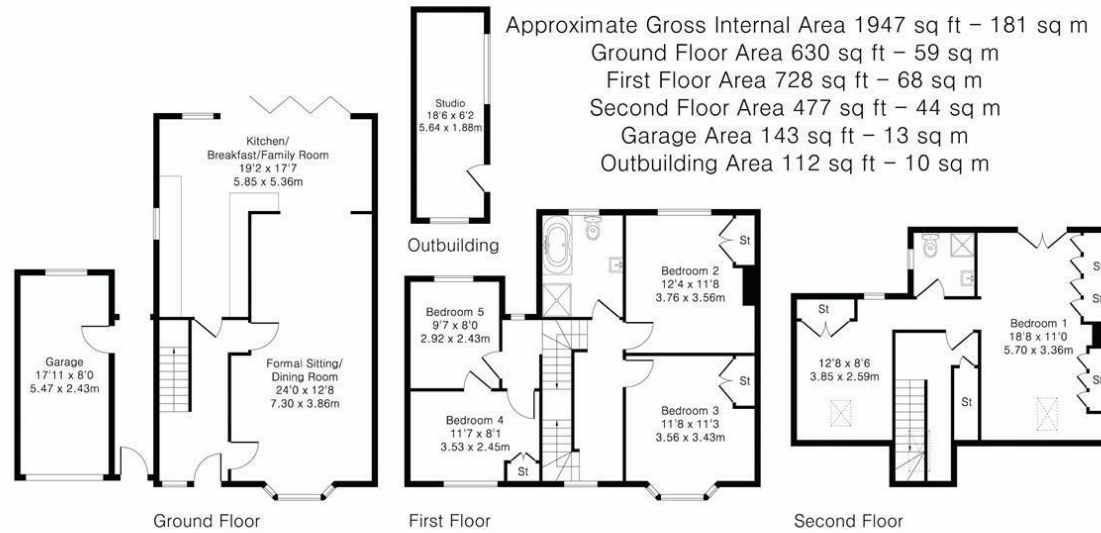 Approximate Gross Internal Area 1947 sq ft – 181 sq m
Ground Floor Area 630 sq ft – 59 sq m
First Floor Area 728 sq ft – 68 sq m
Second Floor Area 477 sq ft – 44 sq m
Garage Area 143 sq ft – 13 sq m
Outbuilding Area 112 sq ft – 10 sq m
Studio
18'6 x 6'2
5.64 x 1.88m
Outbuilding
Kitchen/
Breakfast/Family Room
19'2 x 17'7
5.85 x 5.36m
Garage
17'11 x 8'0
5.47 x 2.43m
Formal Sitting/
Dining Room
24'0 x 12'8
7.30 x 3.86m
Ground Floor
Bedroom 2
12'4 x 11'8
3.76 x 3.56m
St
Bedroom 5
9'7 x 8'0
2.92 x 2.43m
Bedroom 4
11'7 x 8'1
3.53 x 2.45m
St
Bedroom 3
11'8 x 11'3
3.56 x 3.43m
St
First Floor
St
12'8 x 8'6
3.85 x 2.59m
St
Bedroom 1
18'8 x 11'0
5.70 x 3.36m
St
St
St
Second Floor